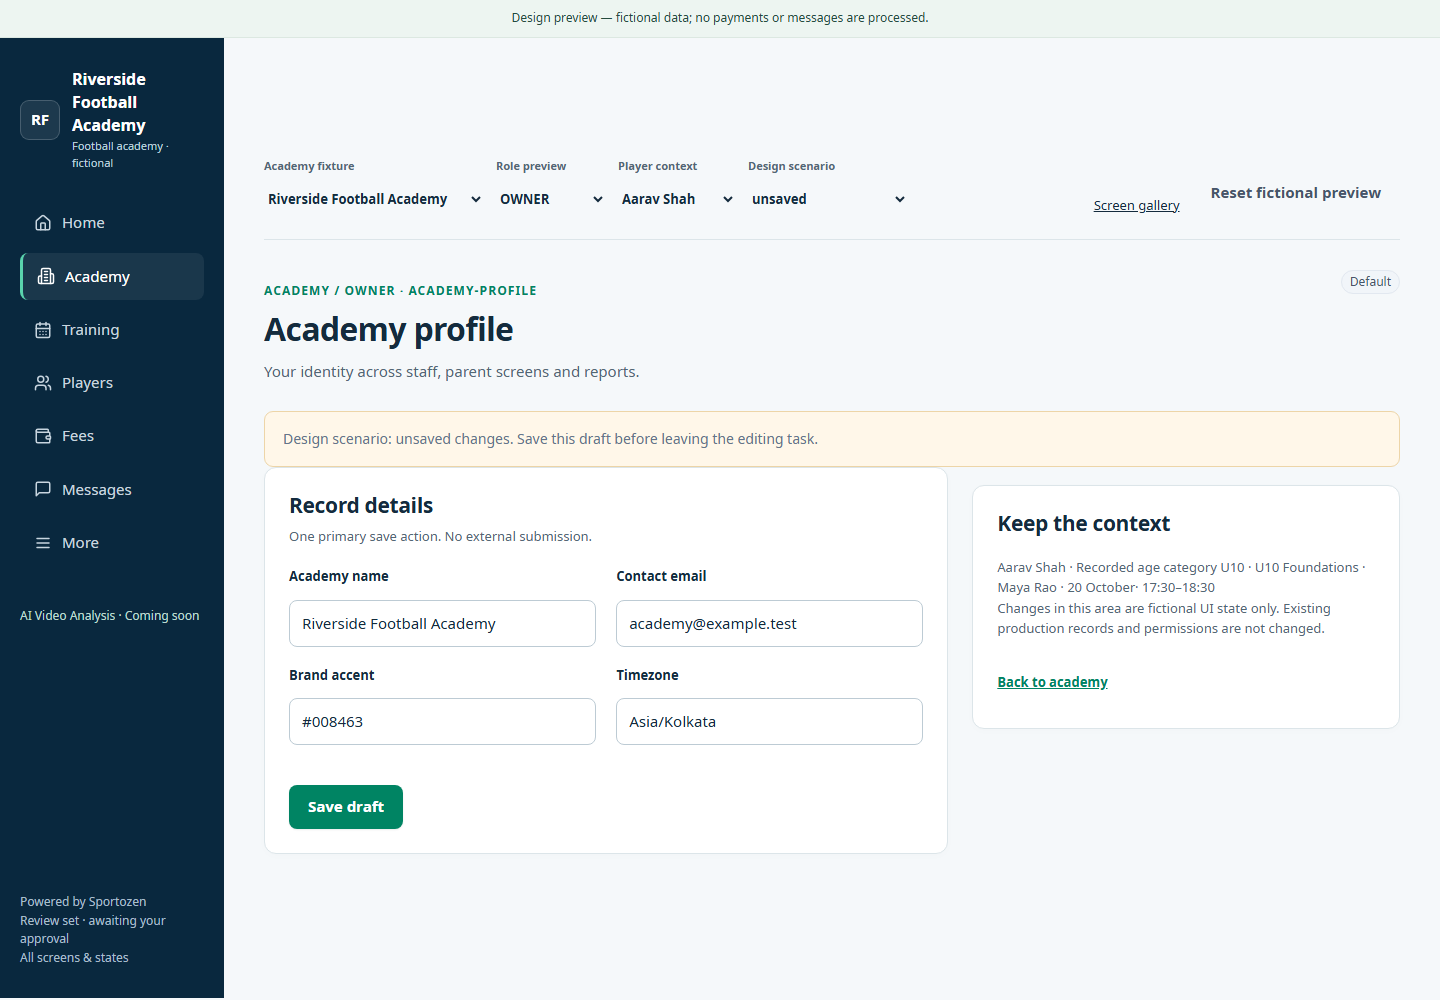 Design preview — fictional data; no payments or messages are processed.
RF
Riverside
Football
Academy
Football academy ·
fictional
Home
Academy
Training
Players
Fees
Messages
More
AI Video Analysis · Coming soon
Powered by Sportozen
Review set · awaiting your
approval
All screens & states
Academy fixture
Role preview
Player context
Design scenario
Riverside Football Academy
OWNER
Aarav Shah
unsaved
Screen gallery
Reset fictional preview
ACADEMY / OWNER · ACADEMY-PROFILE
Default
Academy profile
Your identity across staff, parent screens and reports.
Design scenario: unsaved changes. Save this draft before leaving the editing task.
Record details
One primary save action. No external submission.
Academy name
Contact email
Riverside Football Academy
academy@example.test
Brand accent
Timezone
#008463
Asia/Kolkata
Save draft
Keep the context
Aarav Shah · Recorded age category U10 · U10 Foundations ·
Maya Rao · 20 October· 17:30–18:30
Changes in this area are fictional UI state only. Existing
production records and permissions are not changed.
Back to academy